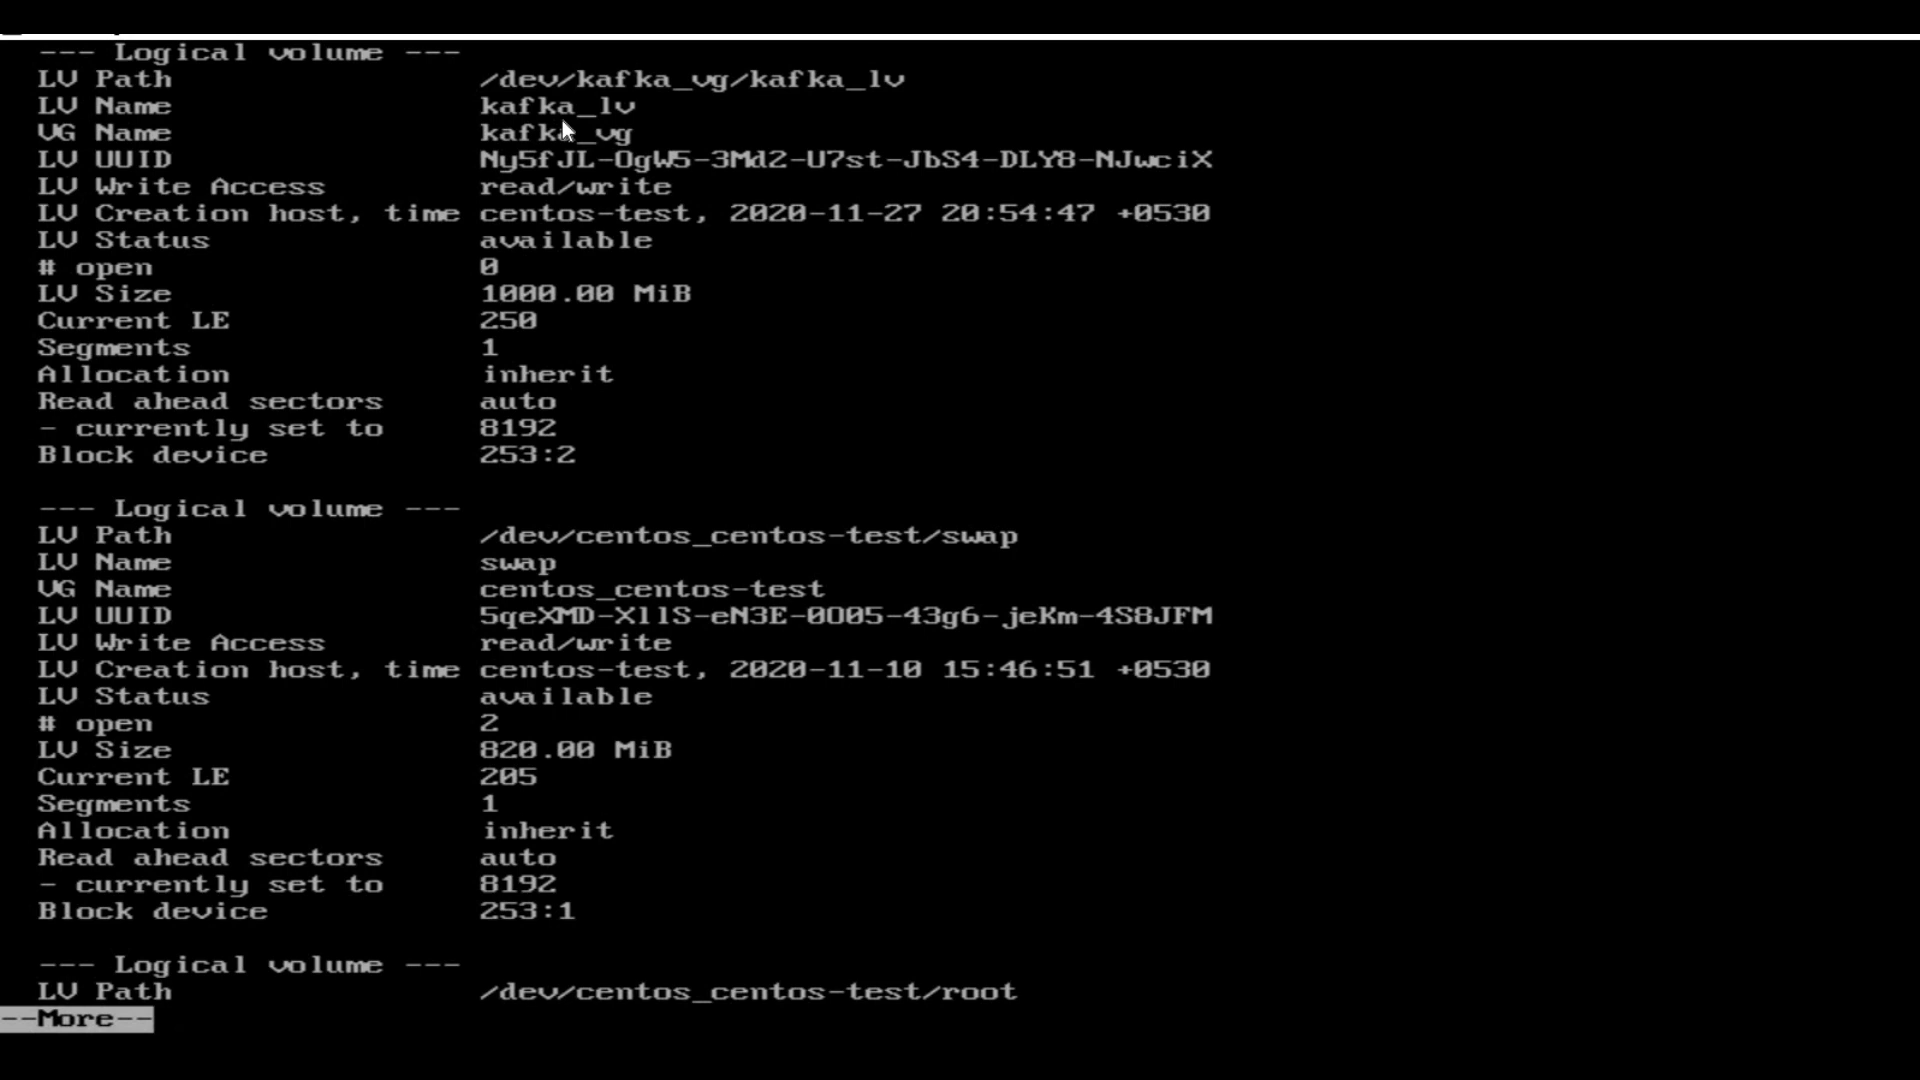 --- Logical volume ---
LV Path /dev/kafka_vg/kafka_lv
LV Name kafka_lv
VG Name kafka_vg
LV UUID Ny5fJL-OgW5-3Md2-U7st-JbS4-DLY8-NJwciX
LV Write Access read/write
LV Creation host, time centos-test, 2020-11-27 20:54:47 +0530
LV Status available
# open 0
LV Size 1000.00 MiB
Current LE 250
Segments 1
Allocation inherit
Read ahead sectors auto
- currently set to 8192
Block device 253:2
--- Logical volume ---
LV Path /dev/centos_centos-test/swap
LV Name swap
VG Name centos_centos-test
LV UUID 5qeXMD-XllS-eN3E-0O05-43g6-jeKm-4S8JFM
LV Write Access read/write
LV Creation host, time centos-test, 2020-11-10 15:46:51 +0530
LV Status available
# open 2
LV Size 820.00 MiB
Current LE 205
Segments 1
Allocation inherit
Read ahead sectors auto
- currently set to 8192
Block device 253:1
--- Logical volume ---
LV Path /dev/centos_centos-test/root
--More--